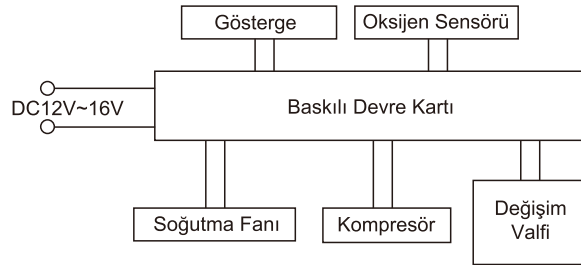 Gösterge
Oksijen Sensörü
DC12V~16V
Baskılı Devre Kartı
Soğutma Fanı
Kompresör
Değişim
Valfi